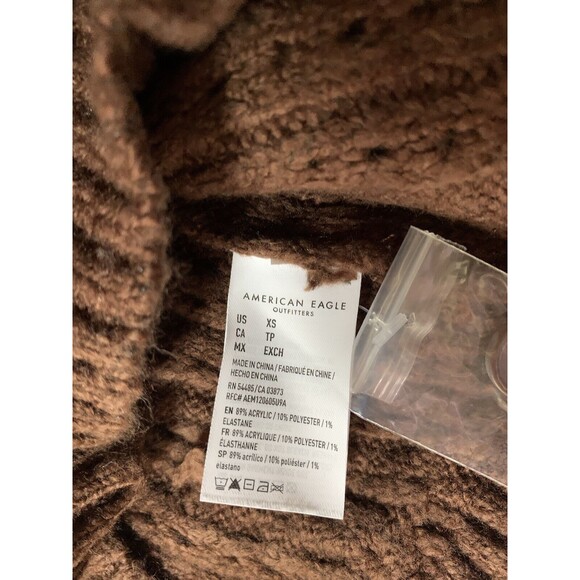 AMERICAN EAGLE
OUTFITTERS
US XS
CA TP
MX EXCH
MADE IN CHINA / FABRIQUÉ EN CHINE /
HECHO EN CHINA
RN 54485/CA 03873
RFC# AEM120605U9A
EN 89% ACRYLIC / 10% POLYESTER / 1%
ELASTANE
FR 89% ACRYLIQUE / 10% POLYESTER / 1%
ÉLASTHANNE
SP 89% acrílico / 10% poliéster / 1%
elastano